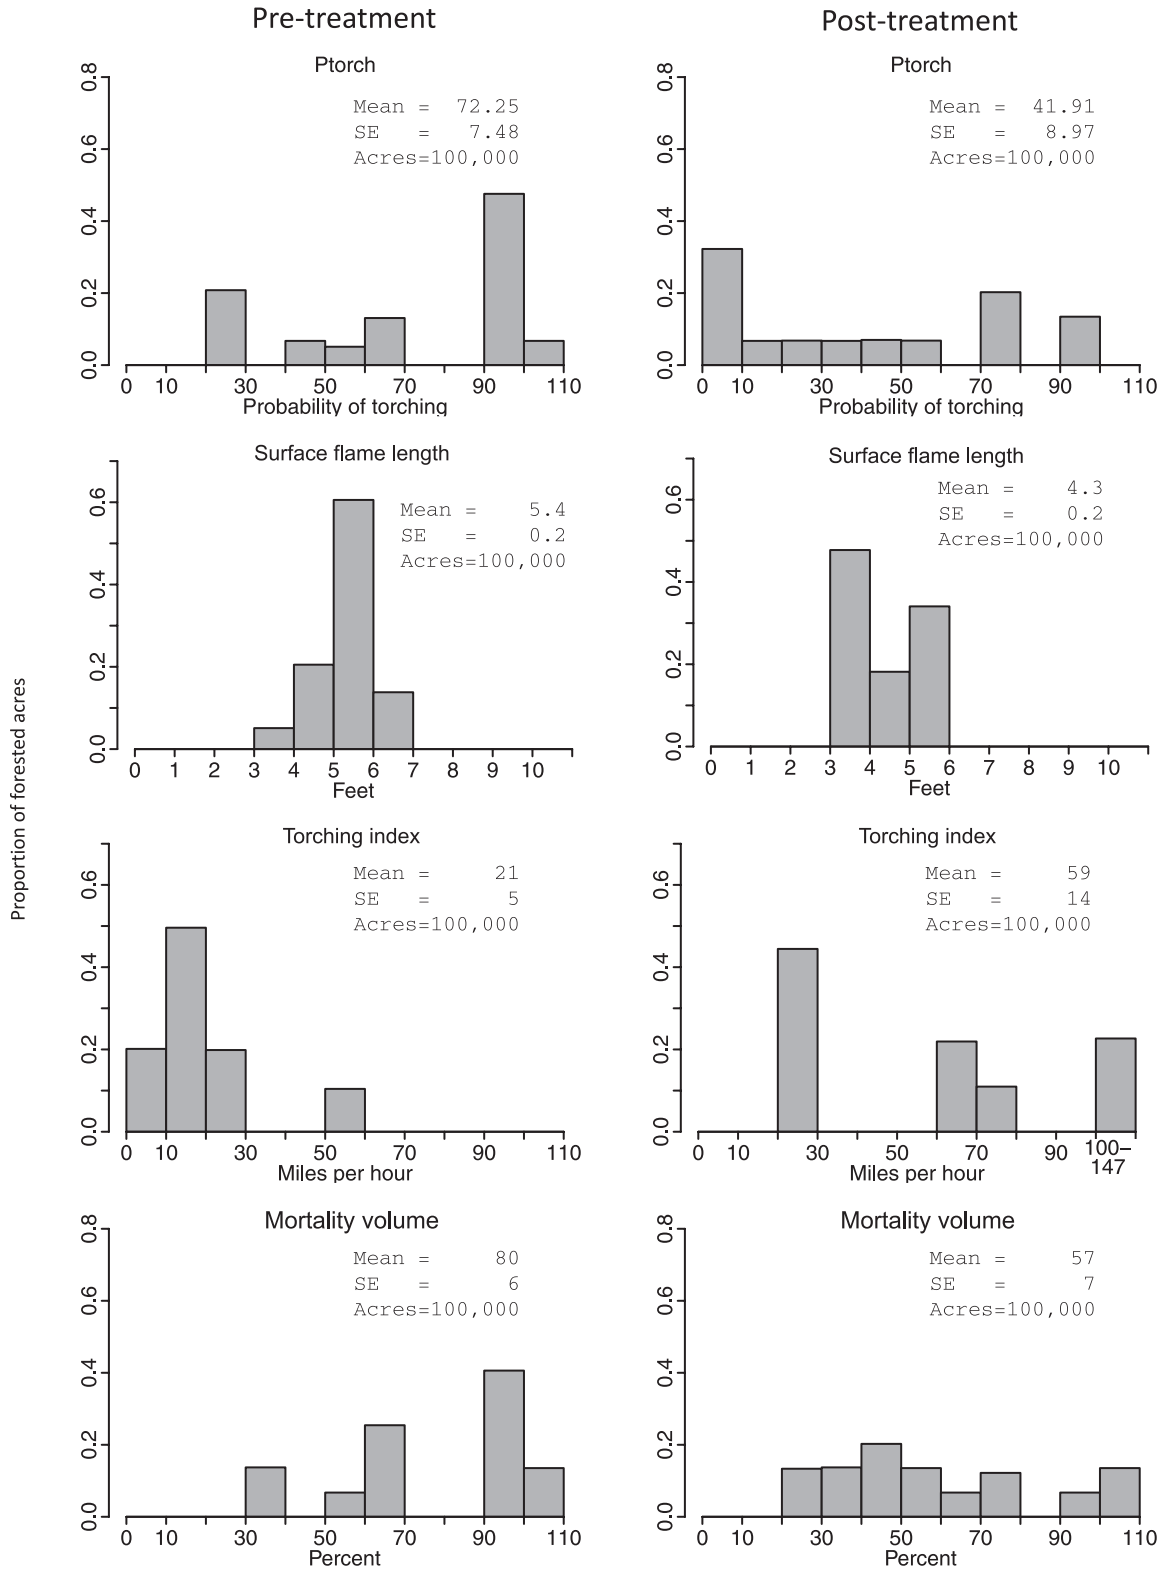 Pre-treatment
Post-treatment
Proportion of forested acres
Ptorch
Mean = 72.25
SE = 7.48
Acres=100,000
0.0 0.2 0.4 0.6 0.8
0 10 30 50 70 90 110
Probability of torching
Ptorch
Mean = 41.91
SE = 8.97
Acres=100,000
0.0 0.2 0.4 0.6 0.8
0 10 30 50 70 90 110
Probability of torching
Surface flame length
Mean = 5.4
SE = 0.2
Acres=100,000
0.0 0.2 0.4 0.6
0 1 2 3 4 5 6 7 8 9 10
Feet
Surface flame length
Mean = 4.3
SE = 0.2
Acres=100,000
0.0 0.2 0.4 0.6
0 1 2 3 4 5 6 7 8 9 10
Feet
Torching index
Mean = 21
SE = 5
Acres=100,000
0.0 0.2 0.4 0.6
0 10 30 50 70 90 110
Miles per hour
Torching index
Mean = 59
SE = 14
Acres=100,000
0.0 0.2 0.4 0.6
0 10 30 50 70 90 100–
147
Miles per hour
Mortality volume
Mean = 80
SE = 6
Acres=100,000
0.0 0.2 0.4 0.6 0.8
0 10 30 50 70 90 110
Percent
Mortality volume
Mean = 57
SE = 7
Acres=100,000
0.0 0.2 0.4 0.6 0.8
0 10 30 50 70 90 110
Percent